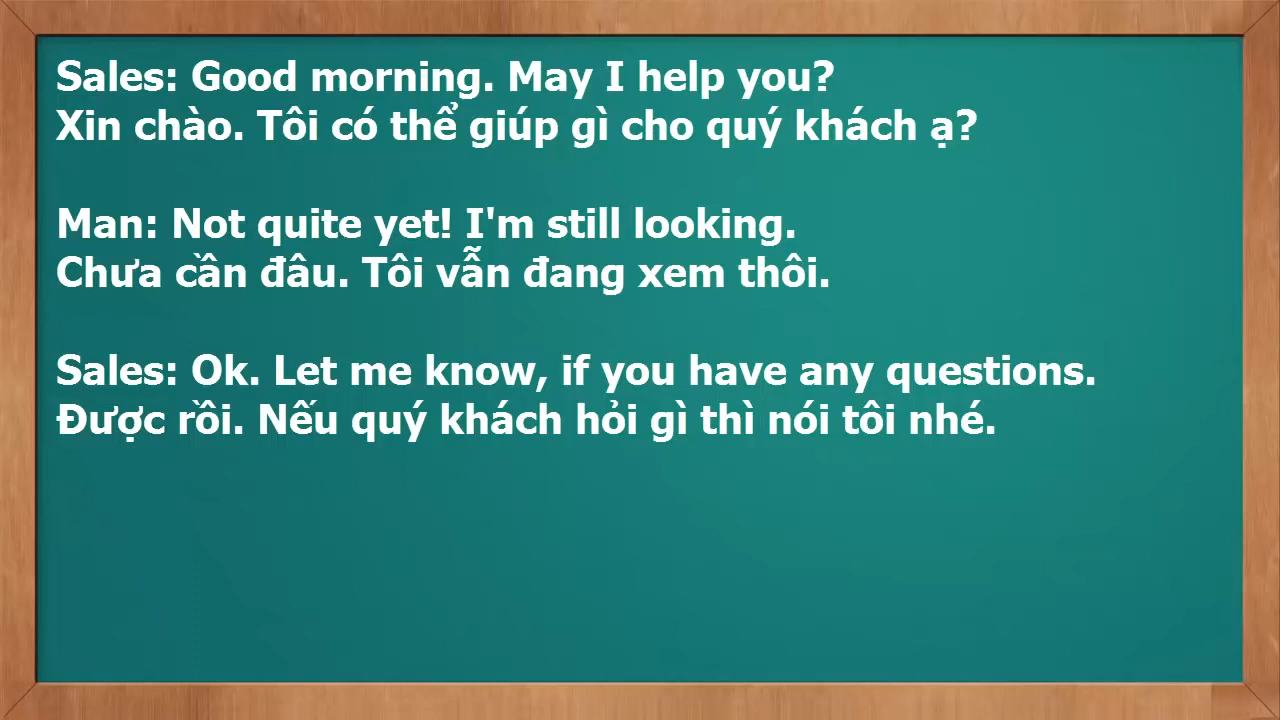 Sales: Good morning. May I help you?
Xin chào. Tôi có thể giúp gì cho quý khách ạ?
Man: Not quite yet! I'm still looking.
Chưa cần đâu. Tôi vẫn đang xem thôi.
Sales: Ok. Let me know, if you have any questions.
Được rồi. Nếu quý khách hỏi gì thì nói tôi nhé.